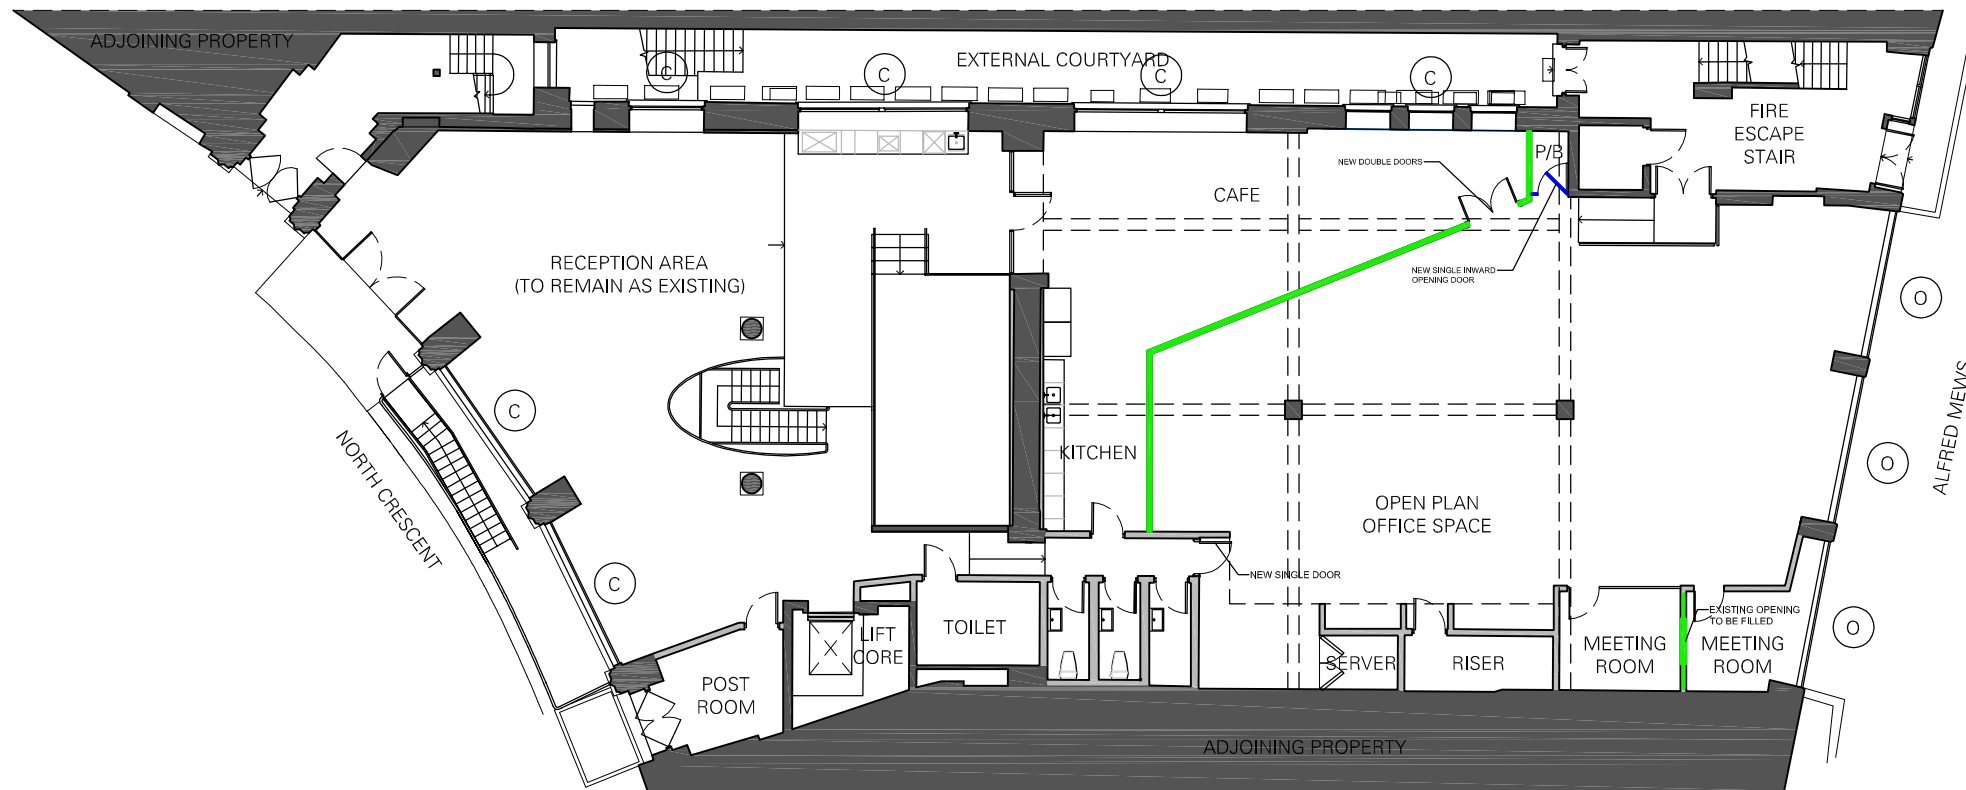 ADJOINING PROPERTY
EXTERNAL COURTYARD
C
C
C
C
FIRE
ESCAPE
STAIR
P/B
NEW DOUBLE DOORS
CAFE
RECEPTION AREA
(TO REMAIN AS EXISTING)
NEW SINGLE INWARD
OPENING DOOR
O
C
NORTH CRESCENT
KITCHEN
OPEN PLAN
OFFICE SPACE
O
ALFRED MEWS
C
NEW SINGLE DOOR
EXISTING OPENING
TO BE FILLED
O
LIFT
CORE
TOILET
SERVER
RISER
MEETING
ROOM
MEETING
ROOM
POST
ROOM
ADJOINING PROPERTY